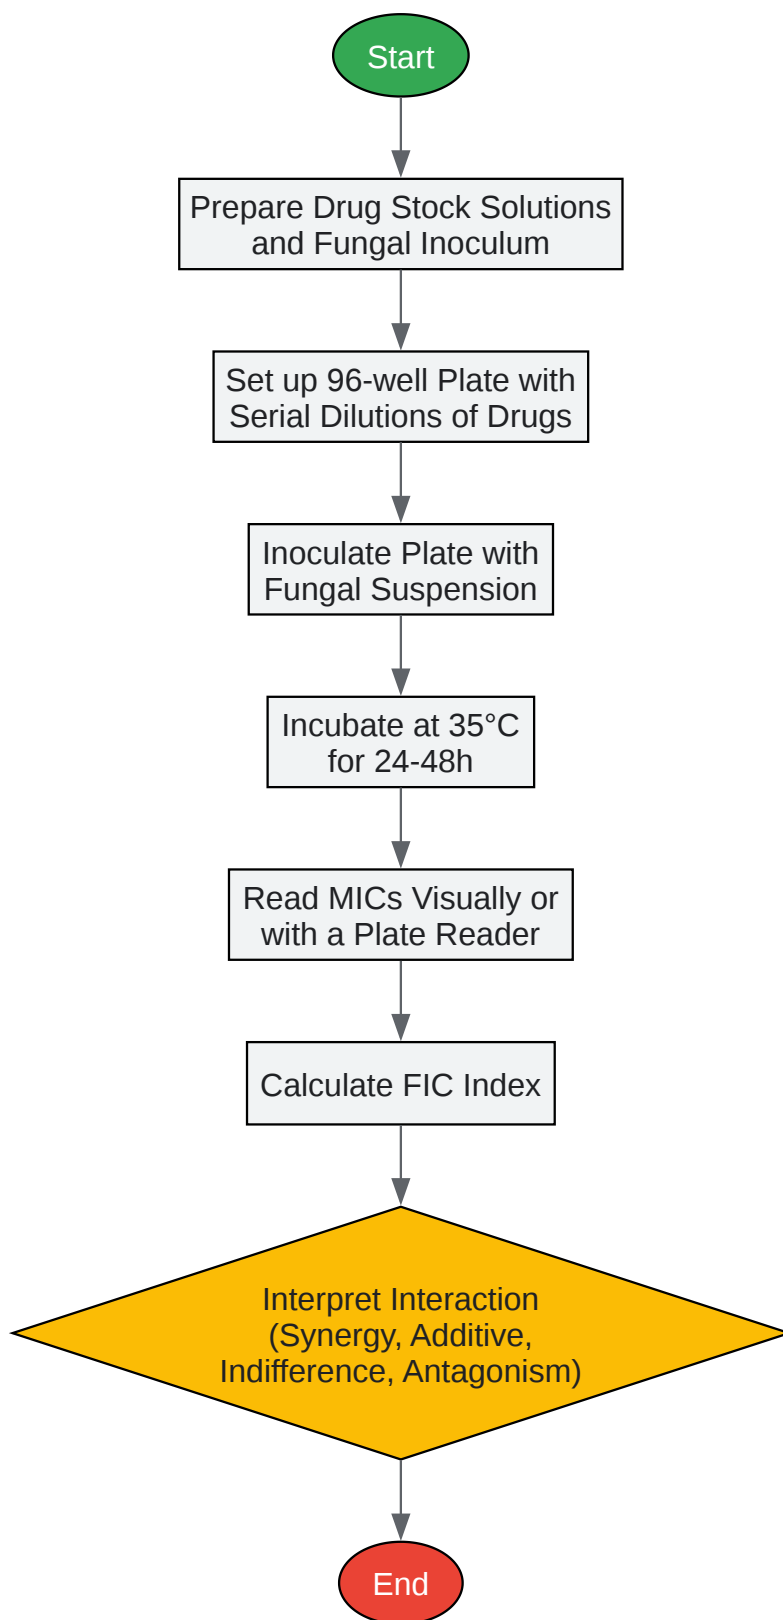 Start
Prepare Drug Stock Solutions
and Fungal Inoculum
Set up 96-well Plate with
Serial Dilutions of Drugs
Inoculate Plate with
Fungal Suspension
Incubate at 35°C
for 24-48h
Read MICs Visually or
with a Plate Reader
Calculate FIC Index
Interpret Interaction
(Synergy, Additive,
Indifference, Antagonism)
End